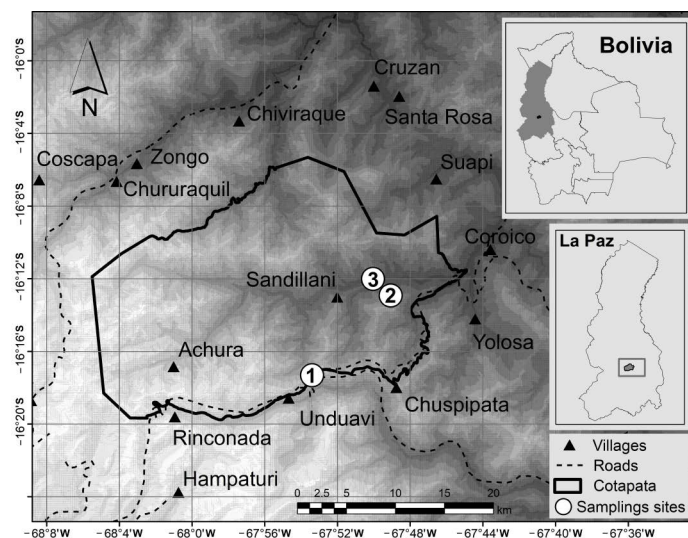 Bolivia
La Paz
−16°0'S
−16°4'S
−16°8'S
−16°12'S
−16°16'S
−16°20'S
N
Cruzan
Santa Rosa
Chiviraque
Coscapa
Zongo
Chururaquil
Suapi
Coroico
Sandillani
3
2
Yolosa
Achura
1
Chuspipata
Unduavi
Rinconada
Hampaturi
Villages
Roads
Cotapata
Samplings sites
0 2.5 5 10 15 20
km
−68°8'W −68°4'W −68°0'W −67°56'W −67°52'W −67°48'W −67°44'W −67°40'W −67°36'W